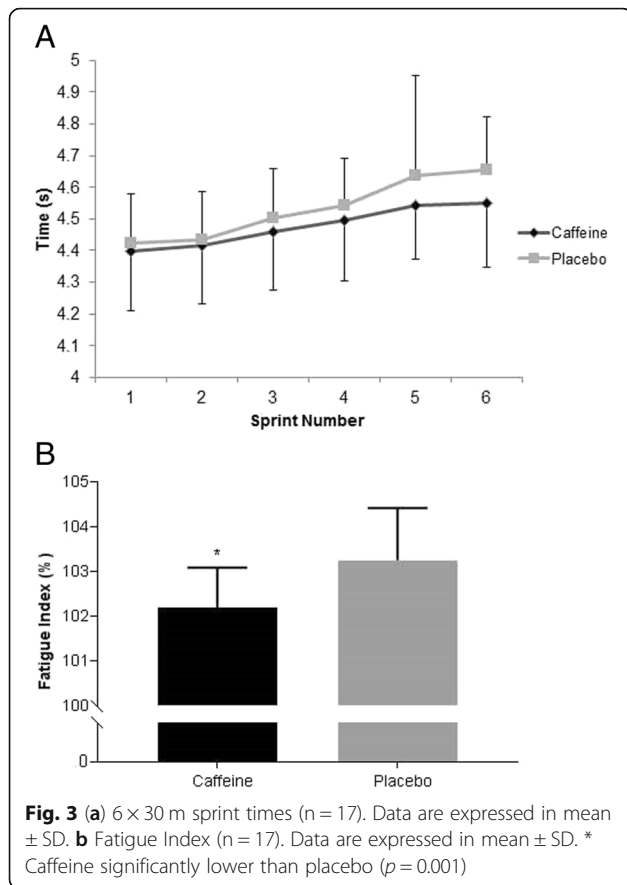 A
5
4.9
4.8
4.7
4.6
4.5
4.4
4.3
4.2
4.1
4
Time (s)
Caffeine
Placebo
1 2 3 4 5 6
Sprint Number
B
105
104
103
102
101
100
0
Fatigue Index (%)
*
Caffeine Placebo
Fig. 3 (a) 6 × 30 m sprint times (n = 17). Data are expressed in mean
± SD. b Fatigue Index (n = 17). Data are expressed in mean ± SD. *
Caffeine significantly lower than placebo (p = 0.001)